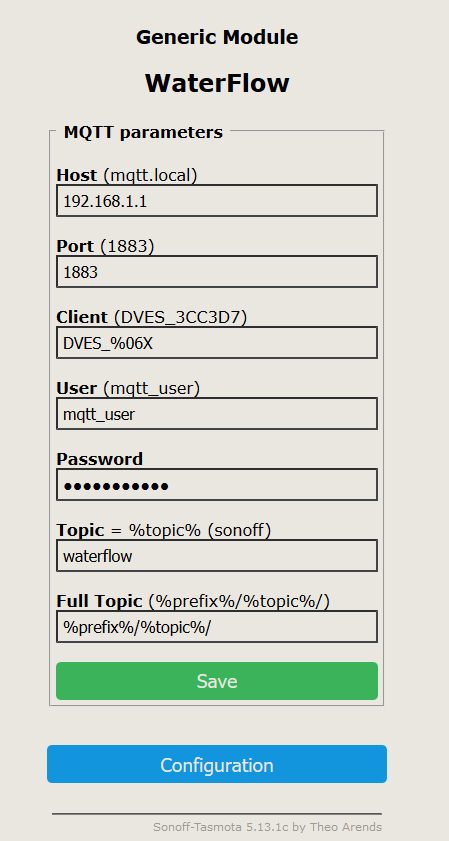 Generic Module
WaterFlow
MQTT parameters
Host (mqtt.local)
192.168.1.1
Port (1883)
1883
Client (DVES_3CC3D7)
DVES_%06X
User (mqtt_user)
mqtt_user
Password
●●●●●●●●●●●
Topic = %topic% (sonoff)
waterflow
Full Topic (%prefix%/%topic%/)
%prefix%/%topic%/
Save
Configuration
Sonoff-Tasmota 5.13.1c by Theo Arends